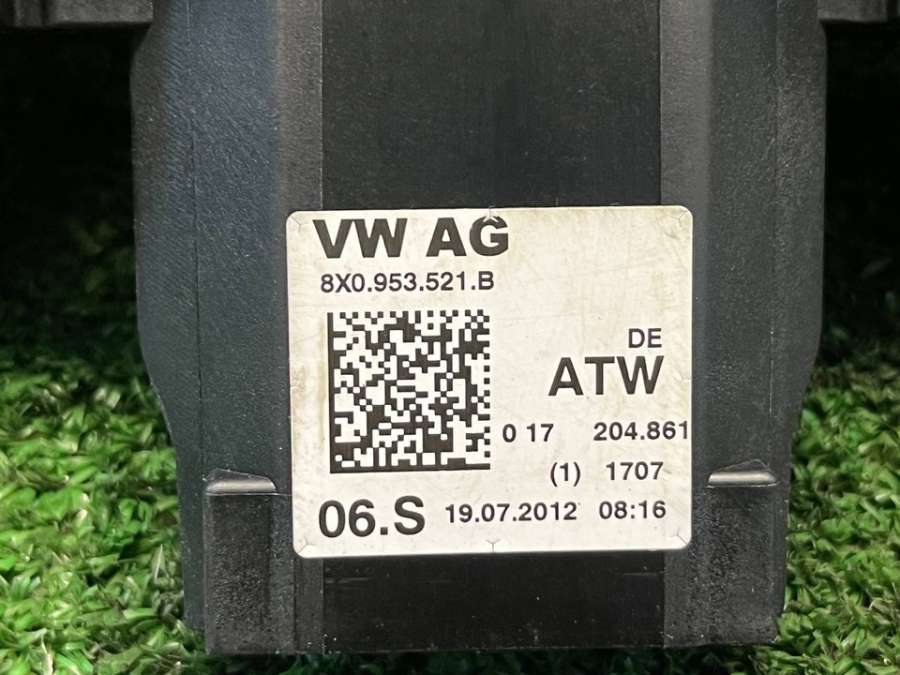 VW AG
8X0.953.521.B
DE
ATW
0 17 204.861
(1) 1707
06.S 19.07.2012 08:16